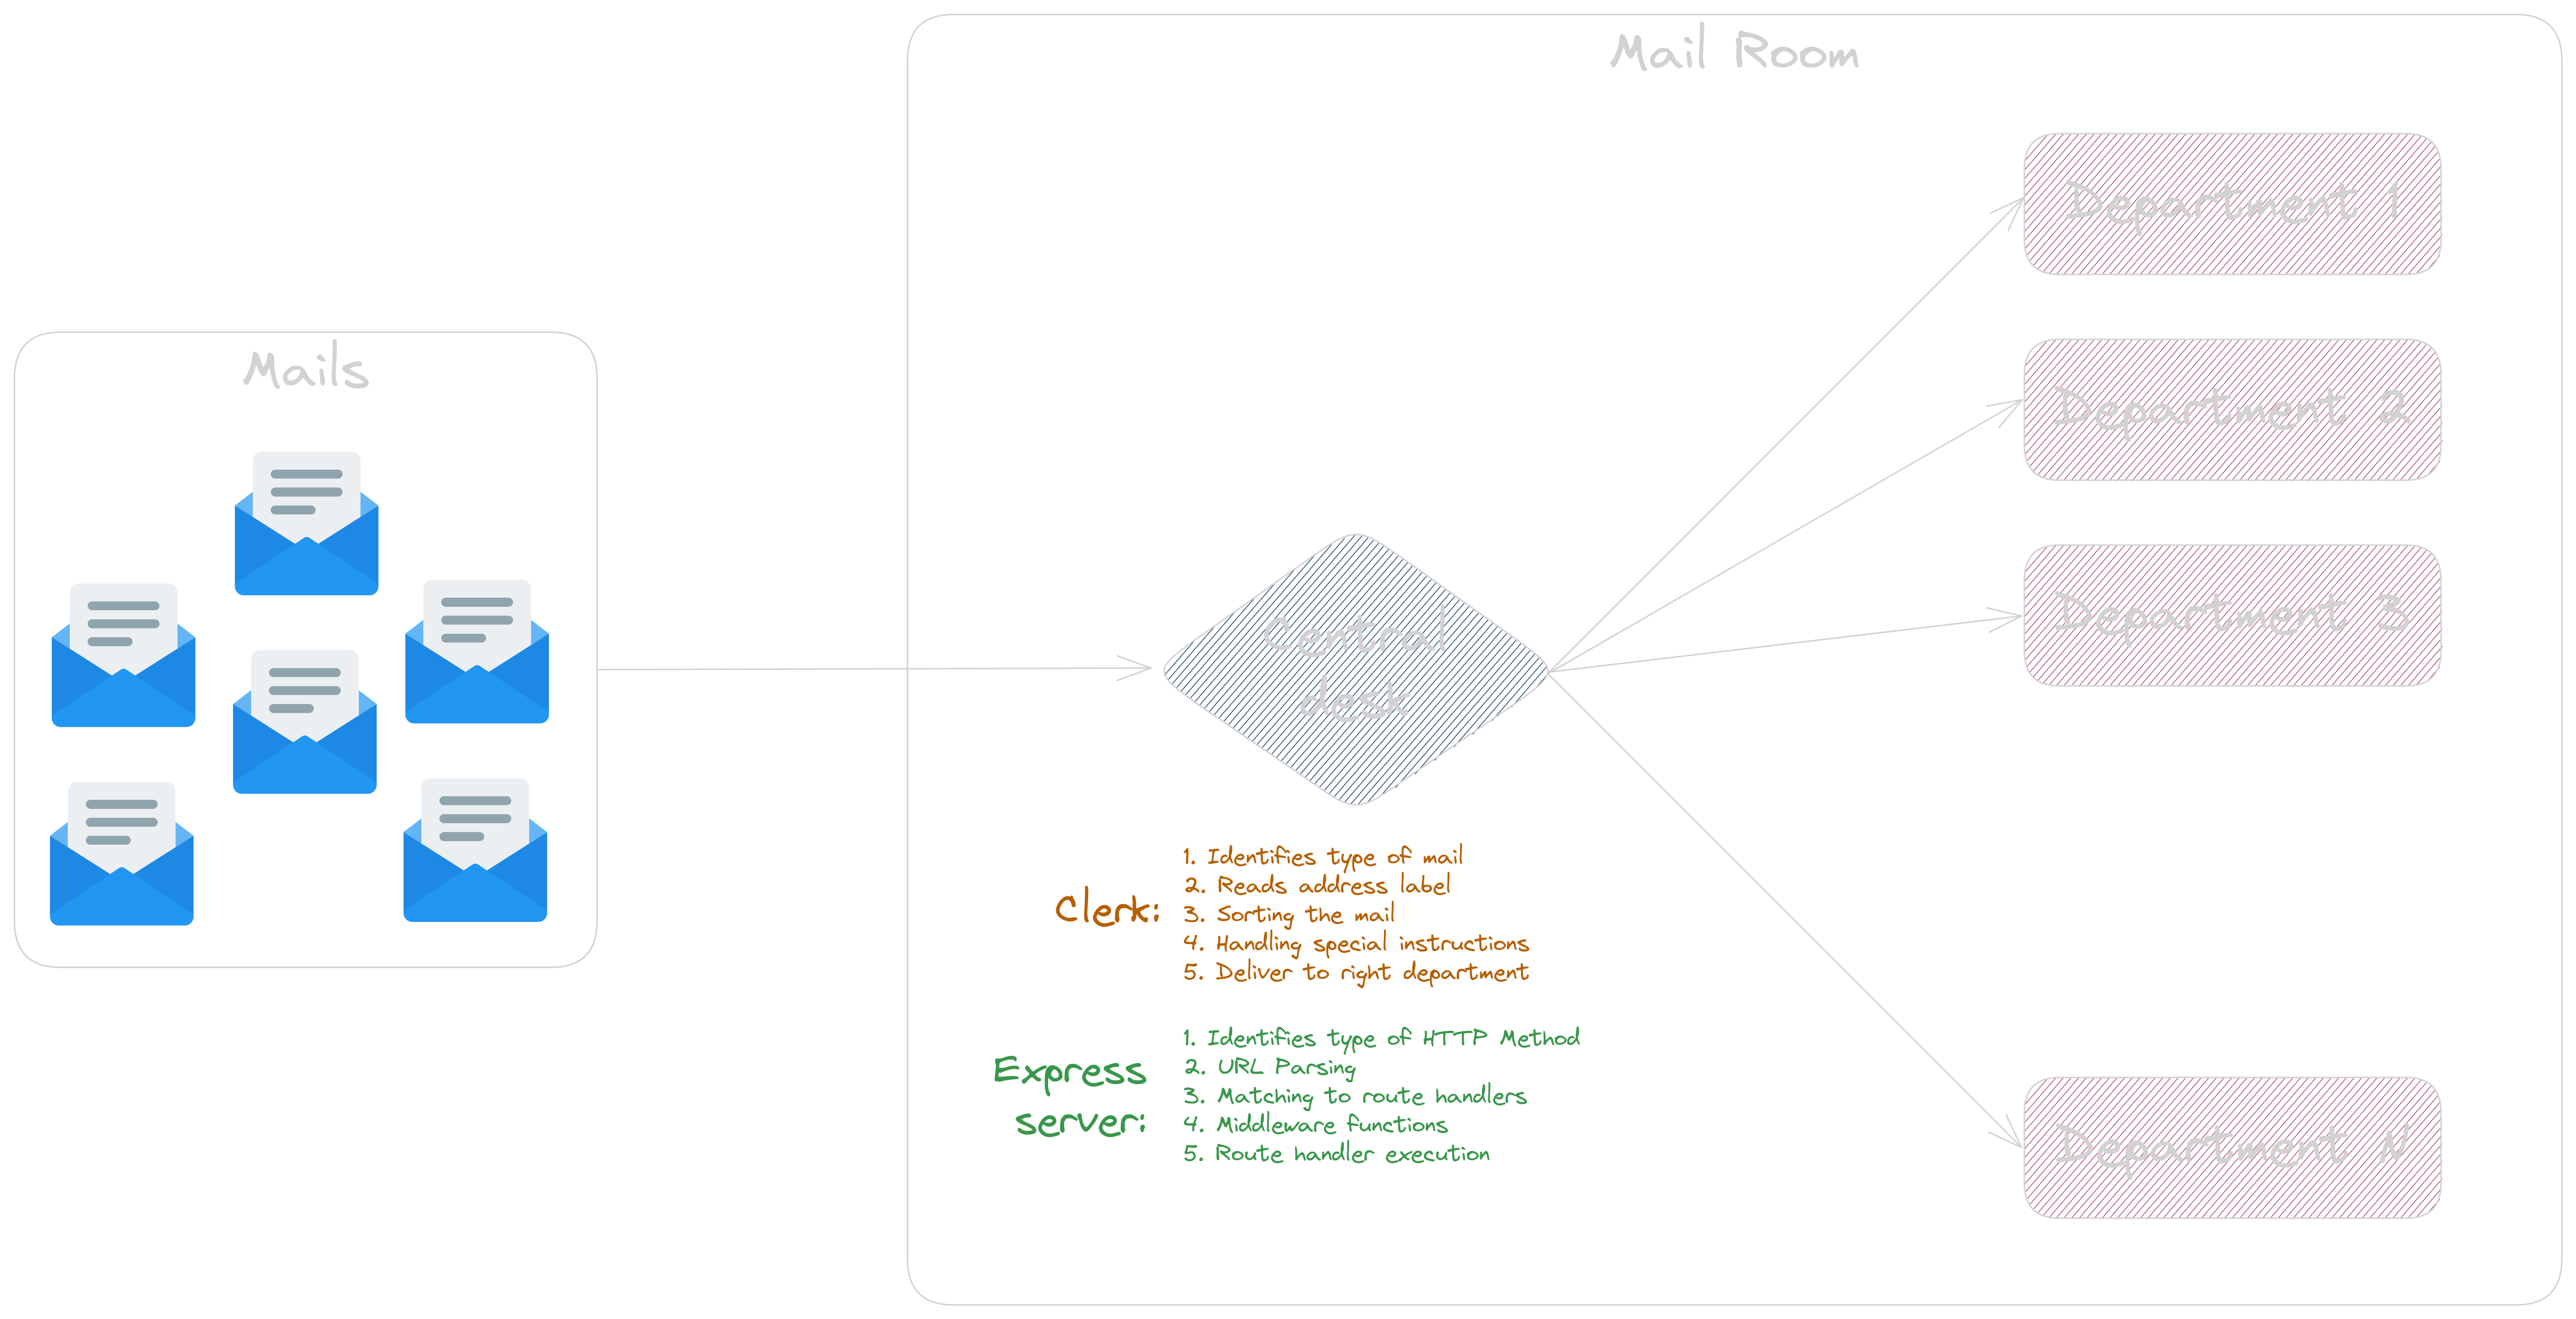 Mail Room
Mails
Department 1
Department 2
Department 3
Department N
Central
desk
Clerk:
1. Identifies type of mail
2. Reads address label
3. Sorting the mail
4. Handling special instructions
5. Deliver to right department
Express
server:
1. Identifies type of HTTP Method
2. URL Parsing
3. Matching to route handlers
4. Middleware functions
5. Route handler execution